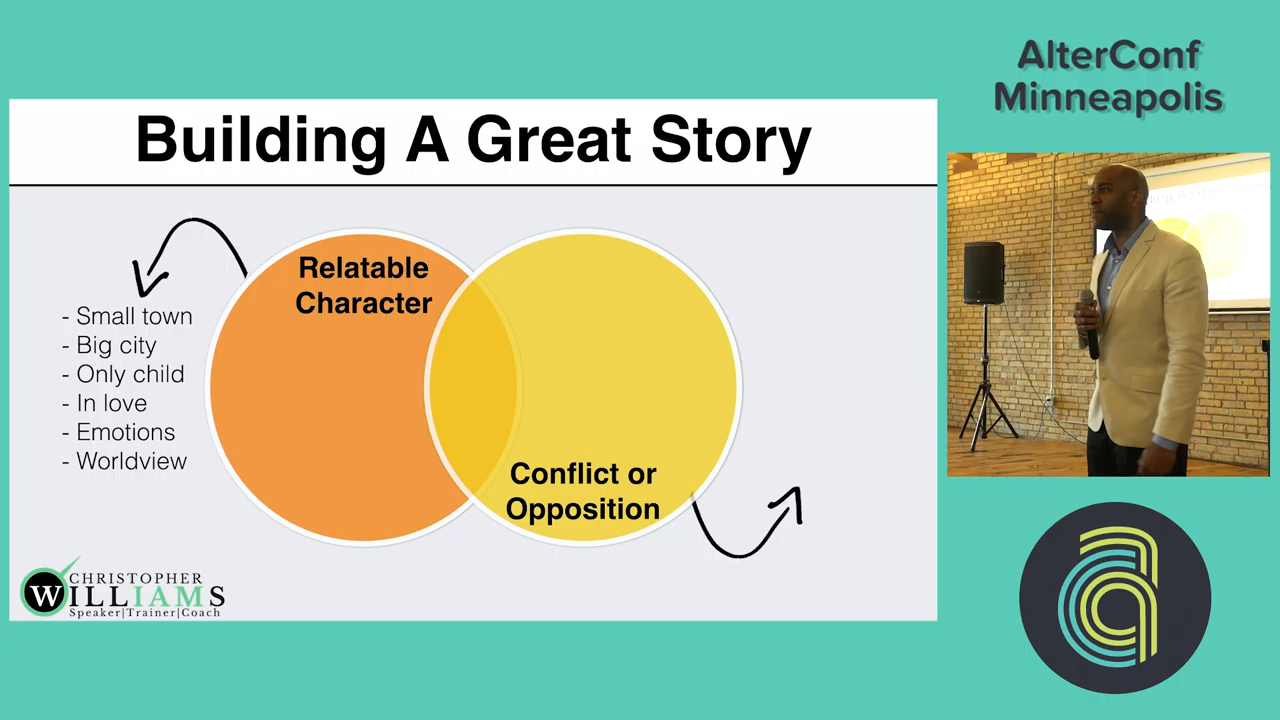 AlterConf
Minneapolis
Building A Great Story
Relatable
Character
- Small town
- Big city
- Only child
- In love
- Emotions
- Worldview
Conflict or
Opposition
CHRISTOPHER
WILLIAMS
Speaker|Trainer|Coach